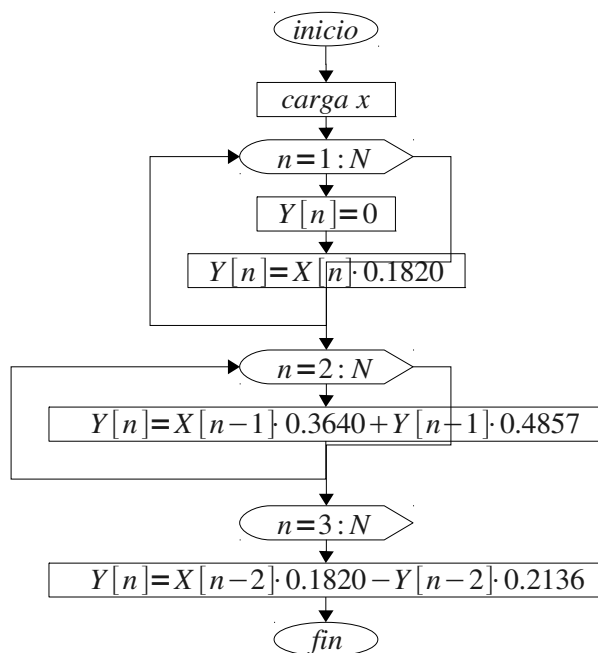 inicio
carga x
n=1:N
Y[n]=0
Y[n]=X[n]·0.1820
n=2:N
Y[n]=X[n−1]·0.3640+Y[n−1]·0.4857
n=3:N
Y[n]=X[n−2]·0.1820−Y[n−2]·0.2136
fin